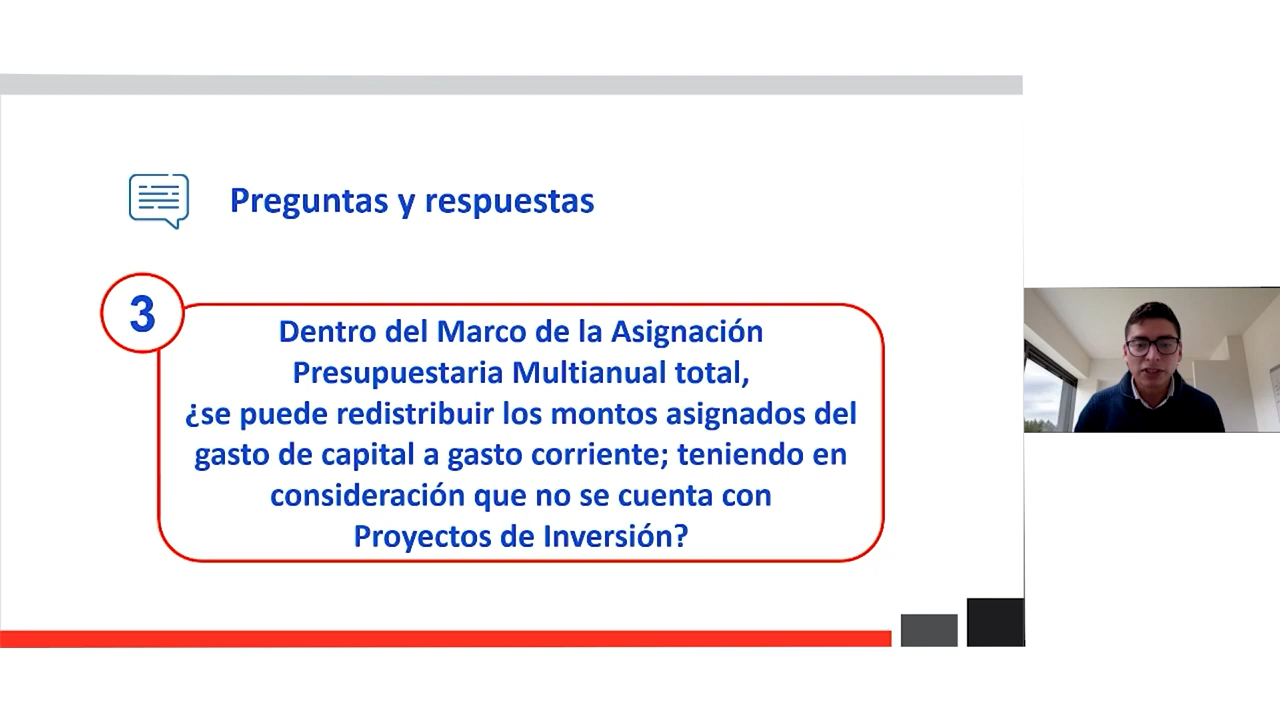 Preguntas y respuestas
3
Dentro del Marco de la Asignación
Presupuestaria Multianual total,
¿se puede redistribuir los montos asignados del
gasto de capital a gasto corriente; teniendo en
consideración que no se cuenta con
Proyectos de Inversión?